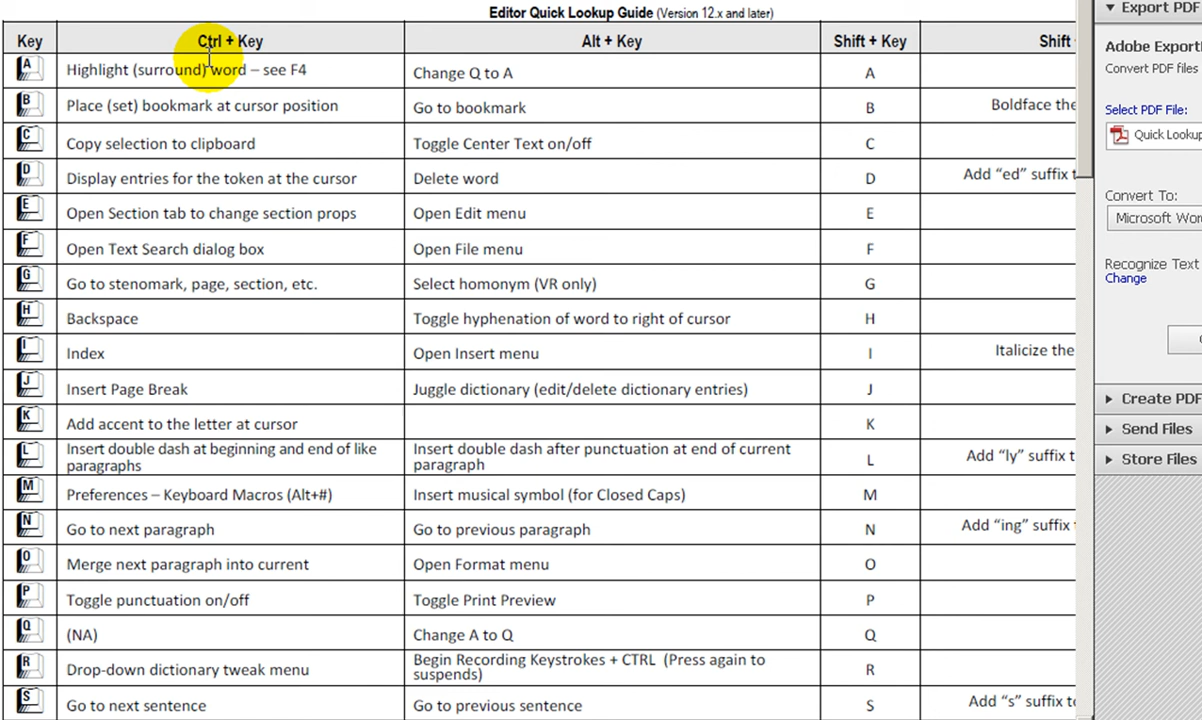 Editor Quick Lookup Guide (Version 12.x and later)
Key Ctrl + Key Alt + Key Shift + Key Shift
A Highlight (surround) word – see F4 Change Q to A A
B Place (set) bookmark at cursor position Go to bookmark B Boldface the
C Copy selection to clipboard Toggle Center Text on/off C
D Display entries for the token at the cursor Delete word D Add “ed” suffix
E Open Section tab to change section props Open Edit menu E
F Open Text Search dialog box Open File menu F
G Go to stenomark, page, section, etc. Select homonym (VR only) G
H Backspace Toggle hyphenation of word to right of cursor H
I Index Open Insert menu I Italicize the
J Insert Page Break Juggle dictionary (edit/delete dictionary entries) J
K Add accent to the letter at cursor K
L Insert double dash at beginning and end of like
paragraphs Insert double dash after punctuation at end of current
paragraph L Add “ly” suffix
M Preferences – Keyboard Macros (Alt+#) Insert musical symbol (for Closed Caps) M
N Go to next paragraph Go to previous paragraph N Add “ing” suffix
O Merge next paragraph into current Open Format menu O
P Toggle punctuation on/off Toggle Print Preview P
Q (NA) Change A to Q Q
R Drop-down dictionary tweak menu Begin Recording Keystrokes + CTRL (Press again to
suspends) R
S Go to next sentence Go to previous sentence S Add “s” suffix
Export PDF
Adobe Export
Convert PDF files
Select PDF File:
Quick Lookup
Convert To:
Microsoft Wor
Recognize Text
Change
Create PDF
Send Files
Store Files